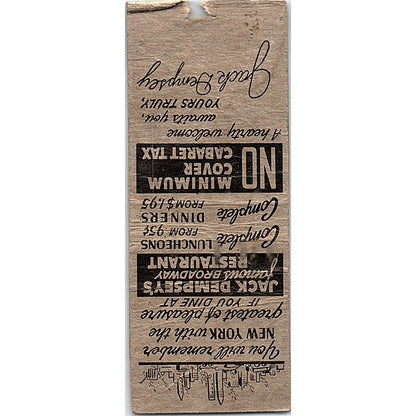 You will remember
NEW YORK with the
greatest of pleasure
IF YOU DINE AT
JACK DEMPSEY'S
famous BROADWAY
RESTAURANT
Complete LUNCHEONS
FROM 95¢
Complete DINNERS
FROM $1.95
NO MINIMUM
COVER
CABARET TAX
A hearty welcome
awaits you,
YOURS TRULY,
Jack Dempsey